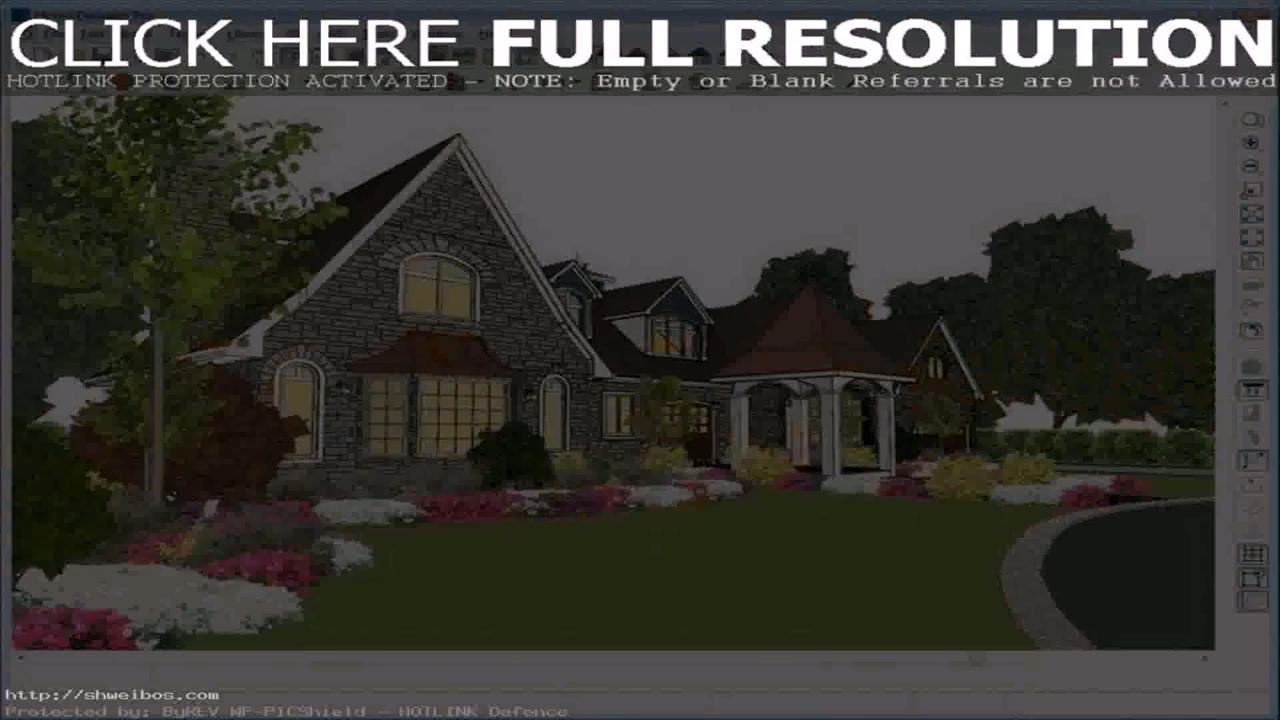 CLICK HERE FULL RESOLUTION
HOTLINK PROTECTION ACTIVATED - NOTE: Empty or Blank Referrals are not Allowed
http://shweibos.com
Protected by: ByREV WP-PICShield - HOTLINK Defence